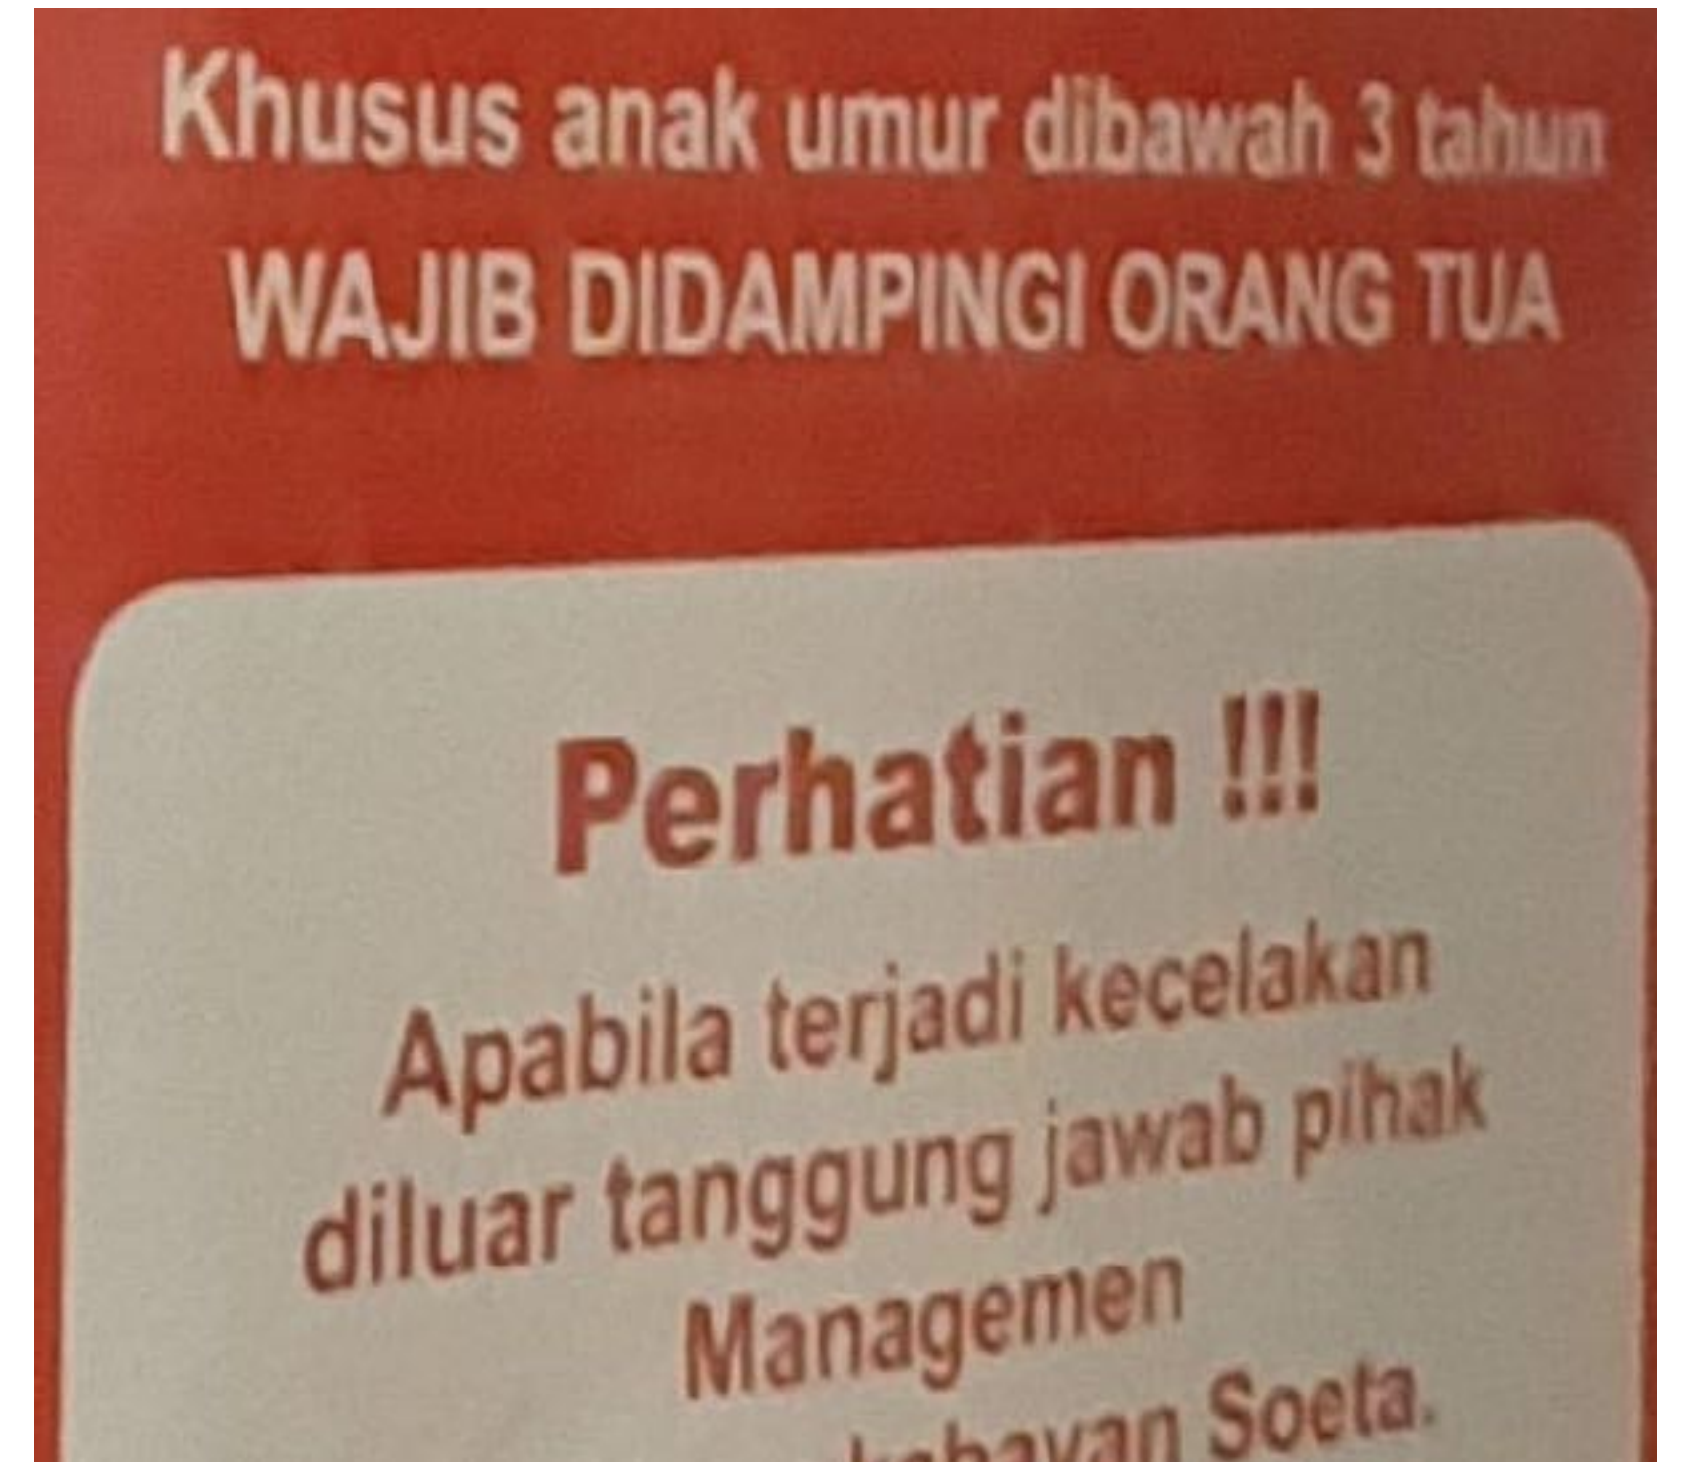 Khusus anak umur dibawah 3 tahun
WAJIB DIDAMPINGI ORANG TUA
Perhatian !!!
Apabila terjadi kecelakan
diluar tanggung jawab pihak
Managemen
Soeta.